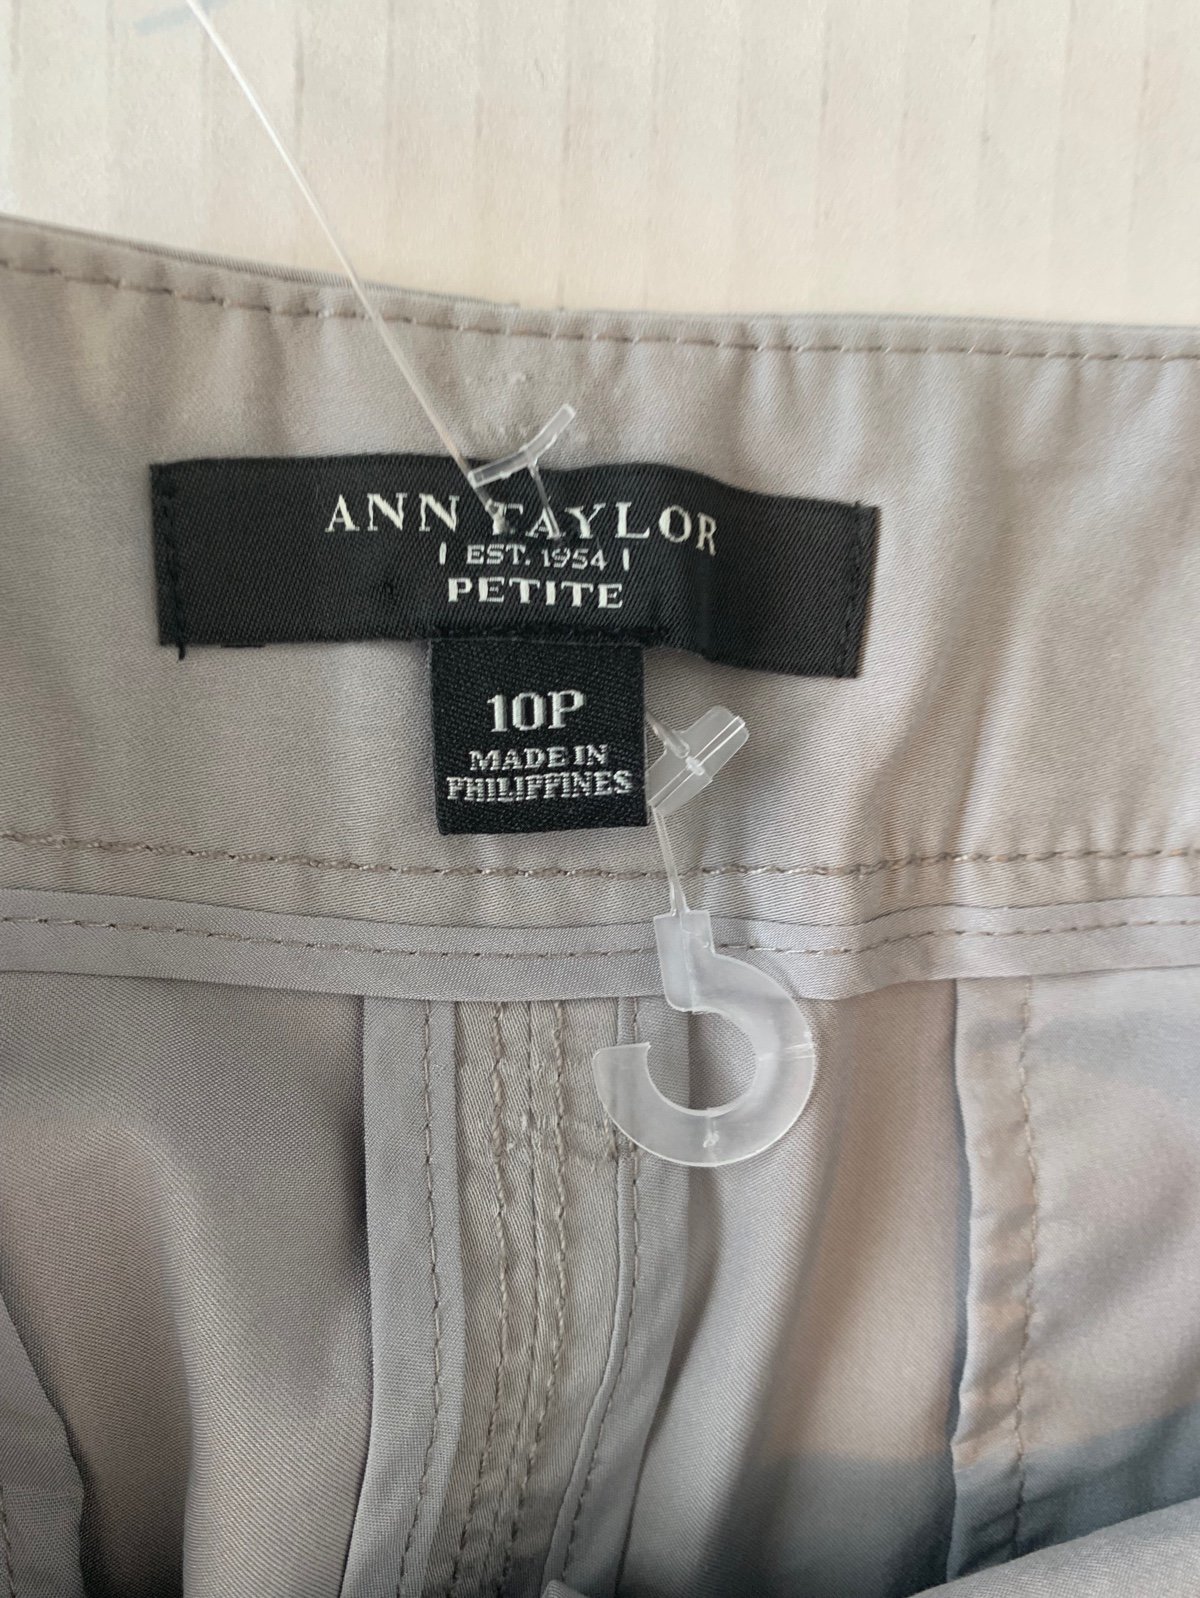 ANN TAYLOR
| EST. 1954 |
PETITE
10P
MADE IN
PHILIPPINES